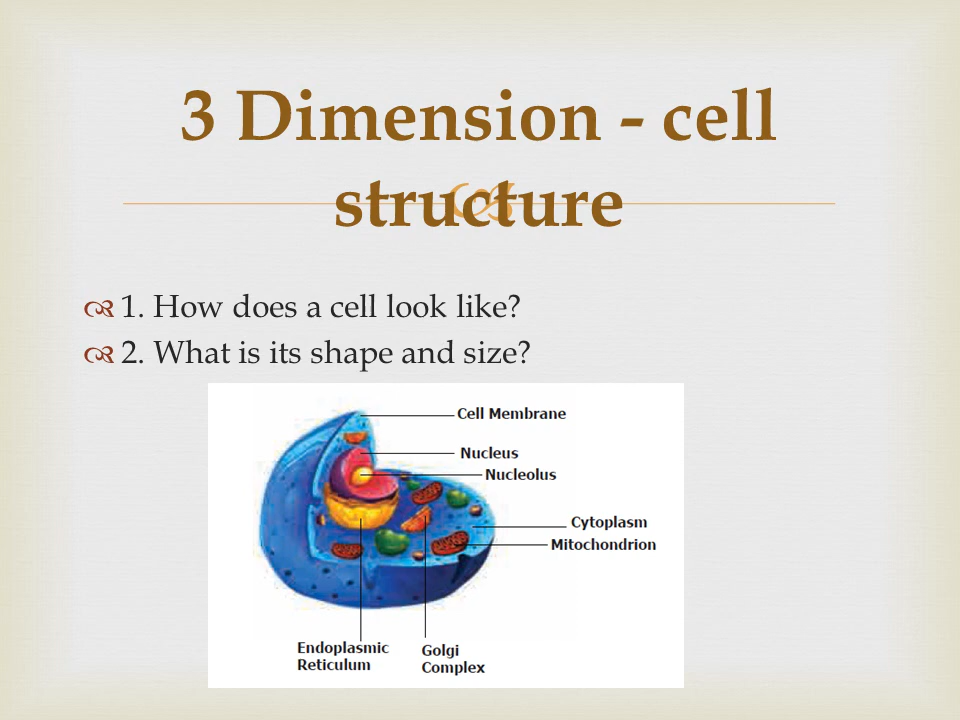 3 Dimension - cell
structure
1. How does a cell look like?
2. What is its shape and size?
Cell Membrane
Nucleus
Nucleolus
Cytoplasm
Mitochondrion
Endoplasmic
Reticulum
Golgi
Complex